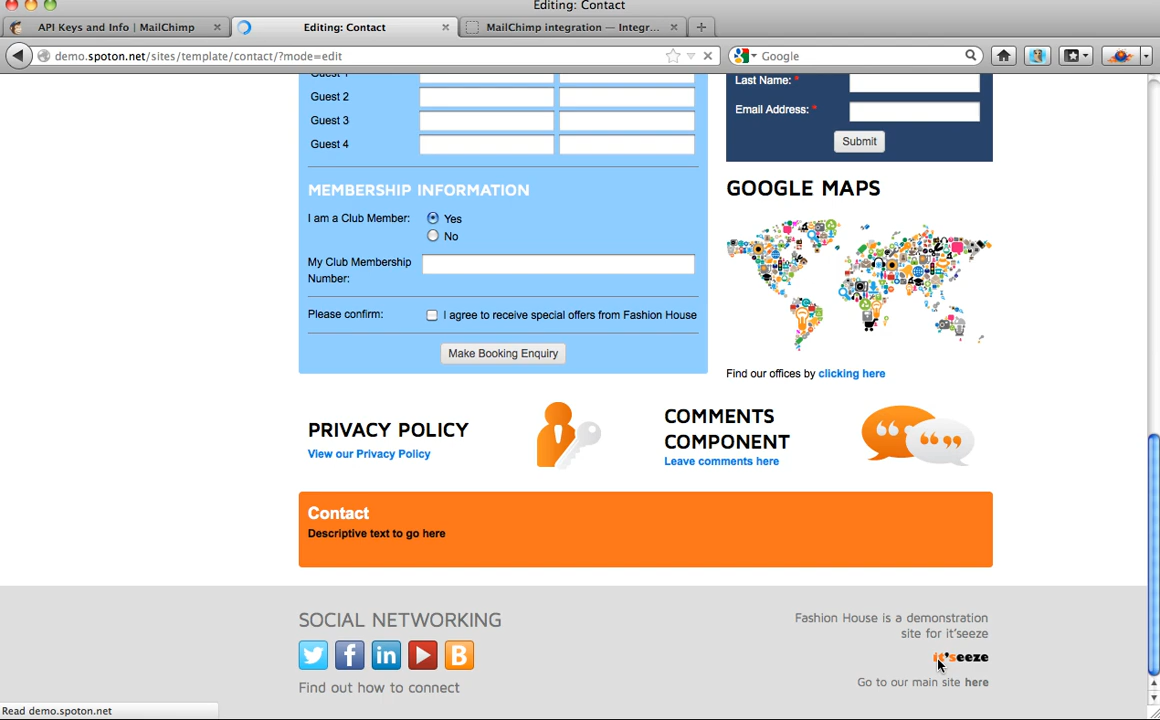 Editing: Contact
API Keys and Info | MailChimp
Editing: Contact
MailChimp integration — Integr...
demo.spoton.net/sites/template/contact/?mode=edit
Google
Guest 1
Guest 2
Guest 3
Guest 4
MEMBERSHIP INFORMATION
I am a Club Member:
Yes
No
My Club Membership
Number:
Please confirm:
I agree to receive special offers from Fashion House
Make Booking Enquiry
Last Name: *
Email Address: *
Submit
GOOGLE MAPS
Find our offices by clicking here
PRIVACY POLICY
View our Privacy Policy
COMMENTS
COMPONENT
Leave comments here
Contact
Descriptive text to go here
SOCIAL NETWORKING
Find out how to connect
Fashion House is a demonstration
site for it'seeze
it'seeze
Go to our main site here
Read demo.spoton.net